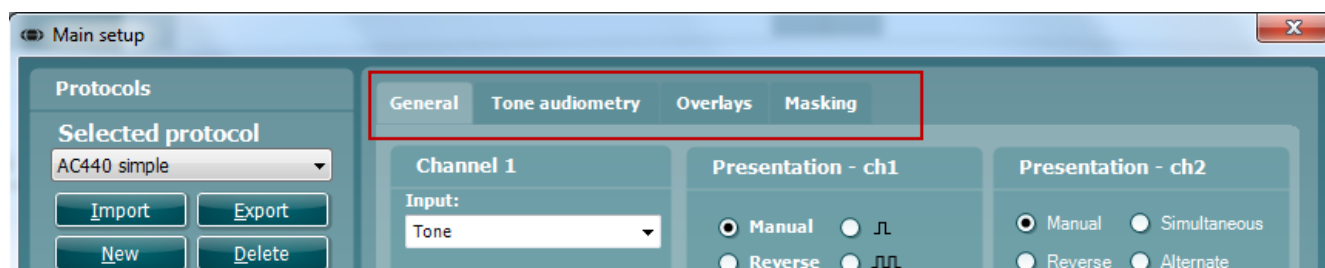 Main setup
Protocols
Selected protocol
AC440 simple
Import Export
New Delete
General Tone audiometry Overlays Masking
Channel 1
Input:
Tone
Presentation - ch1
Manual
Reverse
Presentation - ch2
Manual Simultaneous
Reverse Alternate